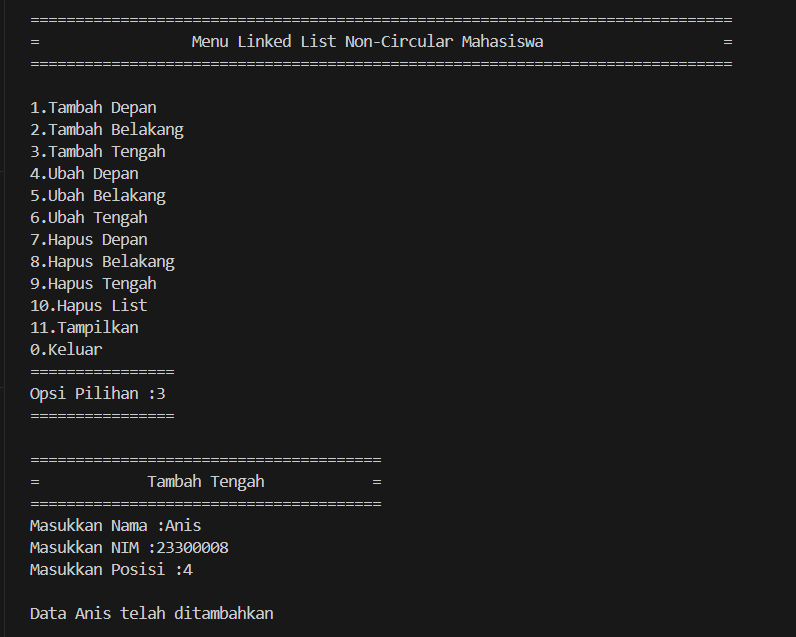 ==============================================================================
= Menu Linked List Non-Circular Mahasiswa =
==============================================================================
1.Tambah Depan
2.Tambah Belakang
3.Tambah Tengah
4.Ubah Depan
5.Ubah Belakang
6.Ubah Tengah
7.Hapus Depan
8.Hapus Belakang
9.Hapus Tengah
10.Hapus List
11.Tampilkan
0.Keluar
================
Opsi Pilihan :3
================
=======================================
= Tambah Tengah =
=======================================
Masukkan Nama :Anis
Masukkan NIM :23300008
Masukkan Posisi :4
Data Anis telah ditambahkan